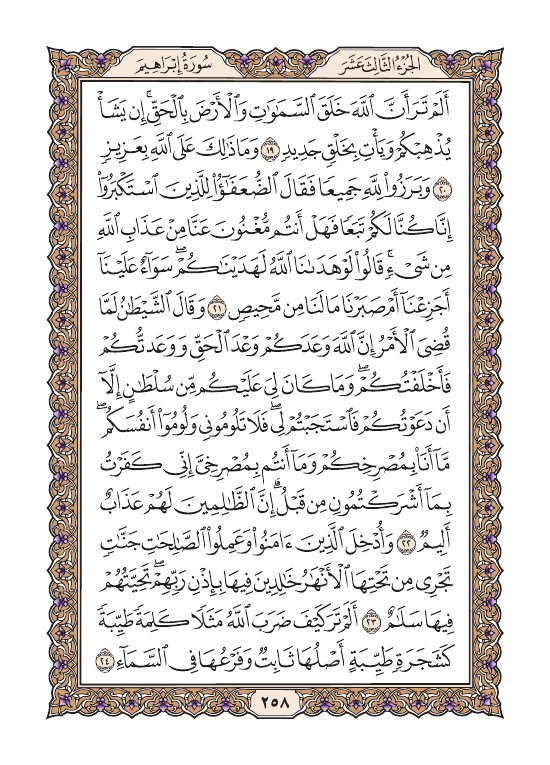 الجُزْءُ الثَّالِثَ عَشَرَ
سُورَةُ إِبْرَاهِيمَ
أَلَمْ تَرَ أَنَّ ٱللَّهَ خَلَقَ ٱلسَّمَٰوَٰتِ وَٱلْأَرْضَ بِٱلْحَقِّ ۚ إِن يَشَأْ
يُذْهِبْكُمْ وَيَأْتِ بِخَلْقٍ جَدِيدٍ ١٩ وَمَا ذَٰلِكَ عَلَى ٱللَّهِ بِعَزِيزٍ
٢٠ وَبَرَزُوا۟ لِلَّهِ جَمِيعًا فَقَالَ ٱلضُّعَفَٰٓؤُا۟ لِلَّذِينَ ٱسْتَكْبَرُوٓا۟
إِنَّا كُنَّا لَكُمْ تَبَعًا فَهَلْ أَنتُم مُّغْنُونَ عَنَّا مِنْ عَذَابِ ٱللَّهِ
مِن شَىْءٍ ۚ قَالُوا۟ لَوْ هَدَىٰنَا ٱللَّهُ لَهَدَيْنَٰكُمْ ۖ سَوَآءٌ عَلَيْنَآ
أَجَزِعْنَآ أَمْ صَبَرْنَا مَا لَنَا مِن مَّحِيصٍ ٢١ وَقَالَ ٱلشَّيْطَٰنُ لَمَّا
قُضِىَ ٱلْأَمْرُ إِنَّ ٱللَّهَ وَعَدَكُمْ وَعْدَ ٱلْحَقِّ وَوَعَدتُّكُمْ
فَأَخْلَفْتُكُمْ ۖ وَمَا كَانَ لِىَ عَلَيْكُم مِّن سُلْطَٰنٍ إِلَّآ
أَن دَعَوْتُكُمْ فَٱسْتَجَبْتُمْ لِى ۖ فَلَا تَلُومُونِى وَلُومُوٓا۟ أَنفُسَكُم ۖ
مَّآ أَنَا۠ بِمُصْرِخِكُمْ وَمَآ أَنتُم بِمُصْرِخِىَّ ۖ إِنِّى كَفَرْتُ
بِمَآ أَشْرَكْتُمُونِ مِن قَبْلُ ۗ إِنَّ ٱلظَّٰلِمِينَ لَهُمْ عَذَابٌ
أَلِيمٌ ٢٢ وَأُدْخِلَ ٱلَّذِينَ ءَامَنُوا۟ وَعَمِلُوا۟ ٱلصَّٰلِحَٰتِ جَنَّٰتٍ
تَجْرِى مِن تَحْتِهَا ٱلْأَنْهَٰرُ خَٰلِدِينَ فِيهَا بِإِذْنِ رَبِّهِمْ ۖ تَحِيَّتُهُمْ
فِيهَا سَلَٰمٌ ٢٣ أَلَمْ تَرَ كَيْفَ ضَرَبَ ٱللَّهُ مَثَلًا كَلِمَةً طَيِّبَةً
كَشَجَرَةٍ طَيِّبَةٍ أَصْلُهَا ثَابِتٌ وَفَرْعُهَا فِى ٱلسَّمَآءِ ٢٤
٢٥٨